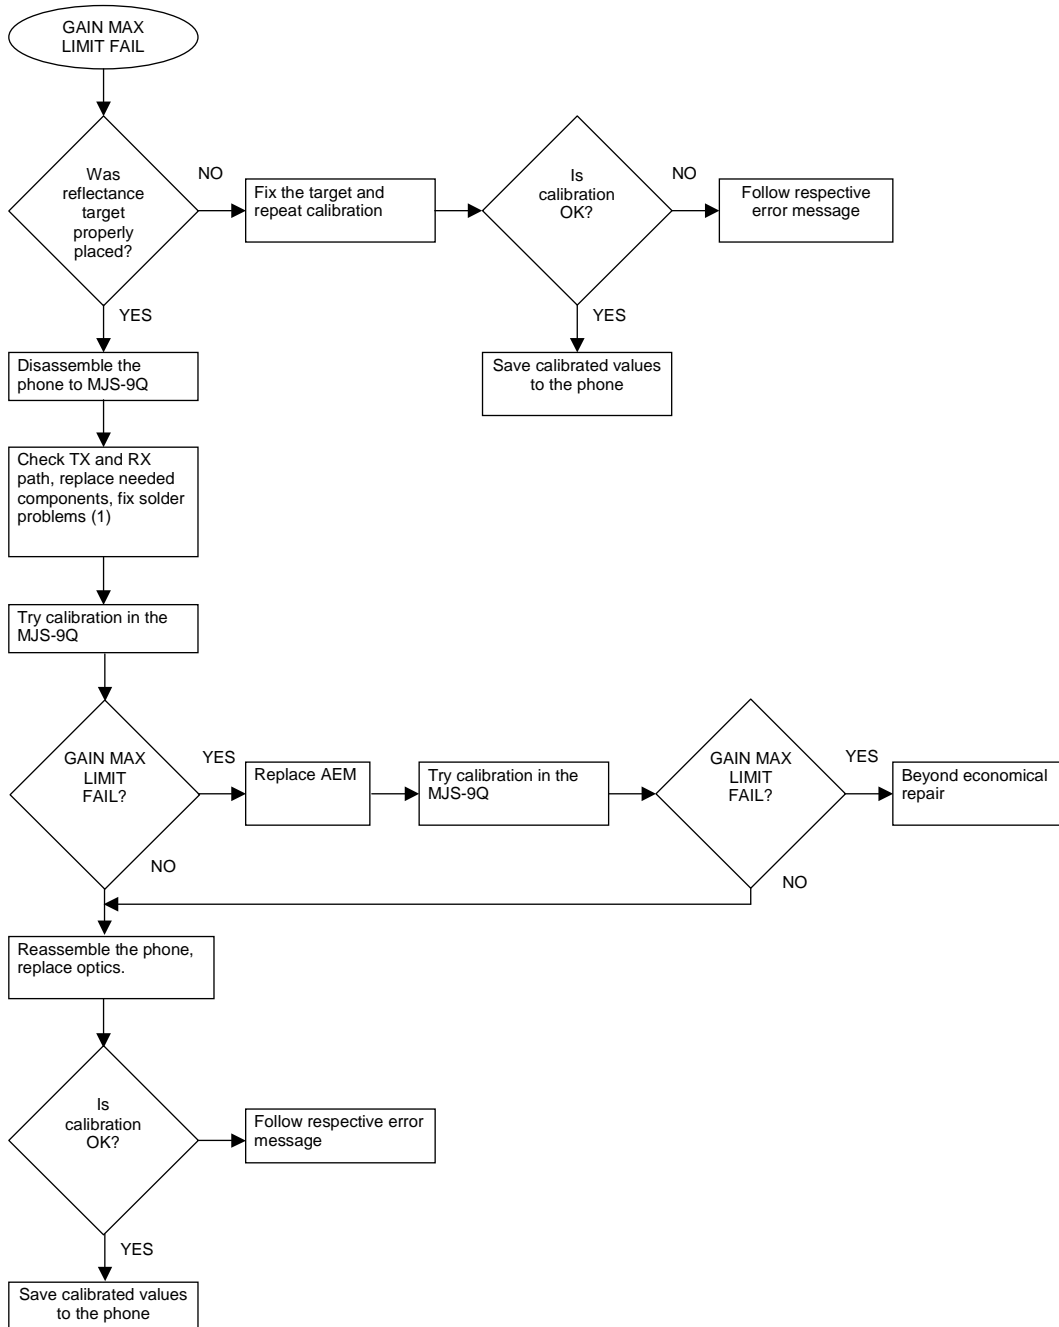 GAIN MAX
LIMIT FAIL
Was
reflectance
target
properly
placed?
NO
Fix the target and
repeat calibration
Is
calibration
OK?
NO
Follow respective
error message
YES
YES
Disassemble the
phone to MJS-9Q
Save calibrated values
to the phone
Check TX and RX
path, replace needed
components, fix solder
problems (1)
Try calibration in the
MJS-9Q
GAIN MAX
LIMIT
FAIL?
YES
Replace AEM
Try calibration in the
MJS-9Q
GAIN MAX
LIMIT
FAIL?
YES
Beyond economical
repair
NO
NO
Reassemble the phone,
replace optics.
Is
calibration
OK?
Follow respective error
message
YES
Save calibrated values
to the phone